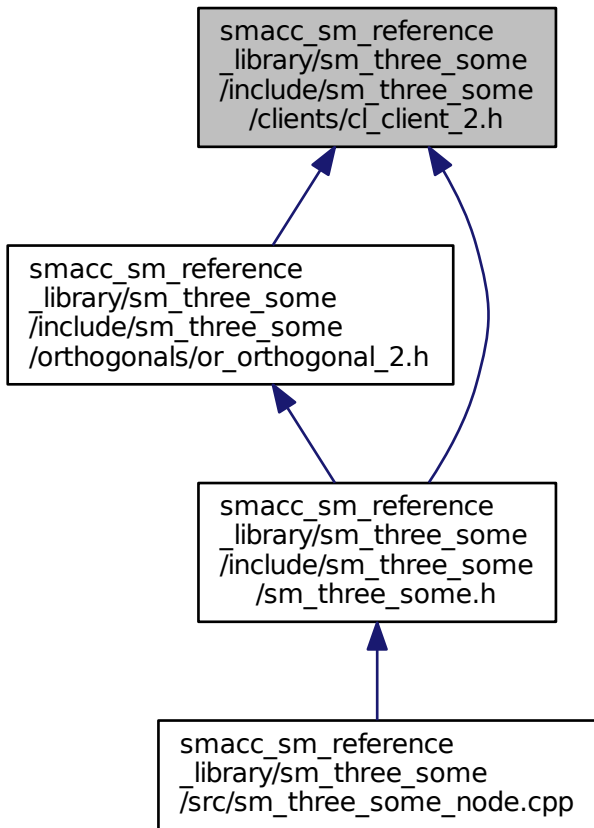 smacc_sm_reference
_library/sm_three_some
/include/sm_three_some
/clients/cl_client_2.h
smacc_sm_reference
_library/sm_three_some
/include/sm_three_some
/orthogonals/or_orthogonal_2.h
smacc_sm_reference
_library/sm_three_some
/include/sm_three_some
/sm_three_some.h
smacc_sm_reference
_library/sm_three_some
/src/sm_three_some_node.cpp